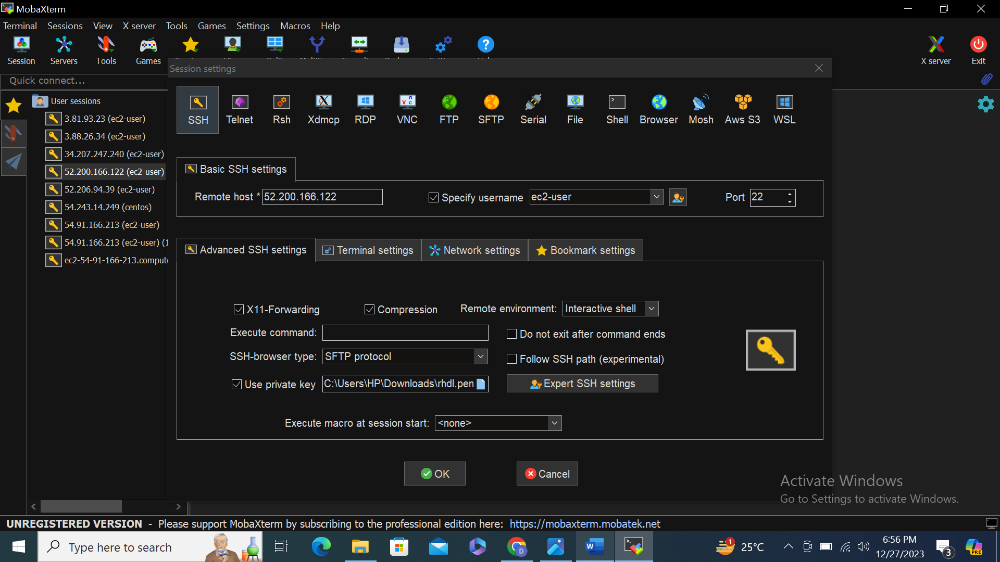 MobaXterm
Terminal Sessions View X server Tools Games Settings Macros Help
Session Servers Tools Games X server Exit
Session settings
Quick connect...
User sessions
3.81.93.23 (ec2-user)
3.88.26.34 (ec2-user)
34.207.247.240 (ec2-user)
52.200.166.122 (ec2-user)
52.206.94.39 (ec2-user)
54.243.14.249 (centos)
54.91.166.213 (ec2-user)
54.91.166.213 (ec2-user) (1
ec2-54-91-166-213.compute
SSH Telnet Rsh Xdmcp RDP VNC FTP SFTP Serial File Shell Browser Mosh Aws S3 WSL
Basic SSH settings
Remote host * 52.200.166.122 Specify username ec2-user Port 22
Advanced SSH settings Terminal settings Network settings Bookmark settings
X11-Forwarding Compression Remote environment: Interactive shell
Execute command: Do not exit after command ends
SSH-browser type: SFTP protocol Follow SSH path (experimental)
Use private key C:\Users\HP\Downloads\rhdl.pen Expert SSH settings
Execute macro at session start: <none>
OK Cancel
Activate Windows
Go to Settings to activate Windows.
UNREGISTERED VERSION - Please support MobaXterm by subscribing to the professional edition here: https://mobaxterm.mobatek.net
Type here to search
1 25°C
6:56 PM
12/27/2023
3
PRE